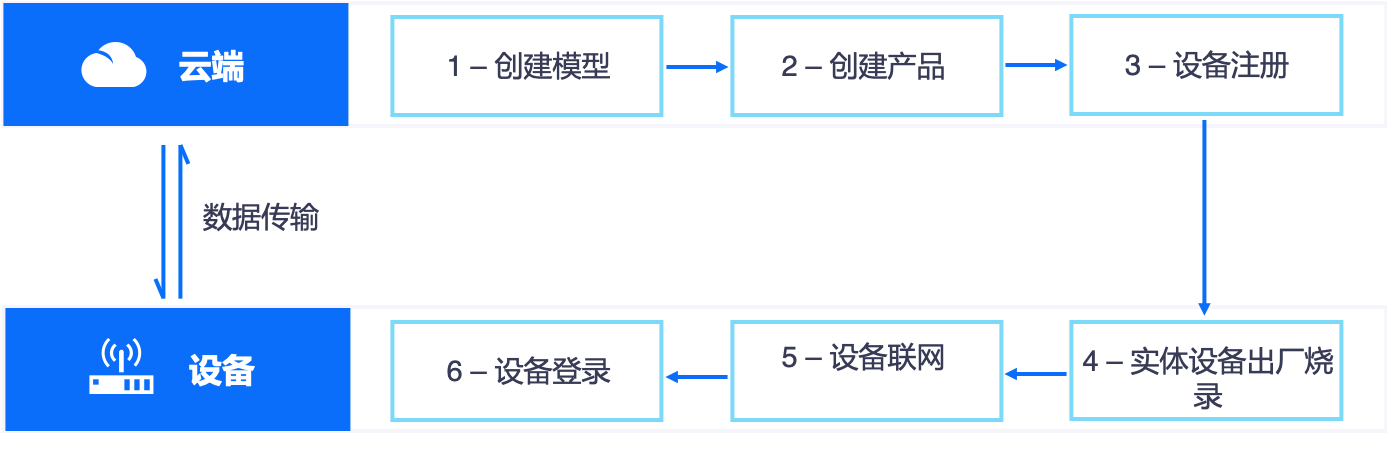 云端
1 – 创建模型
2 – 创建产品
3 – 设备注册
数据传输
设备
6 – 设备登录
5 – 设备联网
4 – 实体设备出厂烧
录